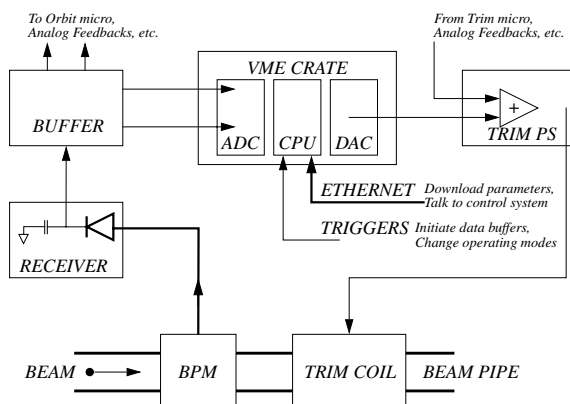 To Orbit micro,
Analog Feedbacks, etc.
From Trim micro,
Analog Feedbacks, etc.
VME CRATE
BUFFER
ADC
CPU
DAC
+
TRIM PS
ETHERNET
Download parameters,
Talk to control system
TRIGGERS
Initiate data buffers,
Change operating modes
RECEIVER
BEAM
BPM
TRIM COIL
BEAM PIPE